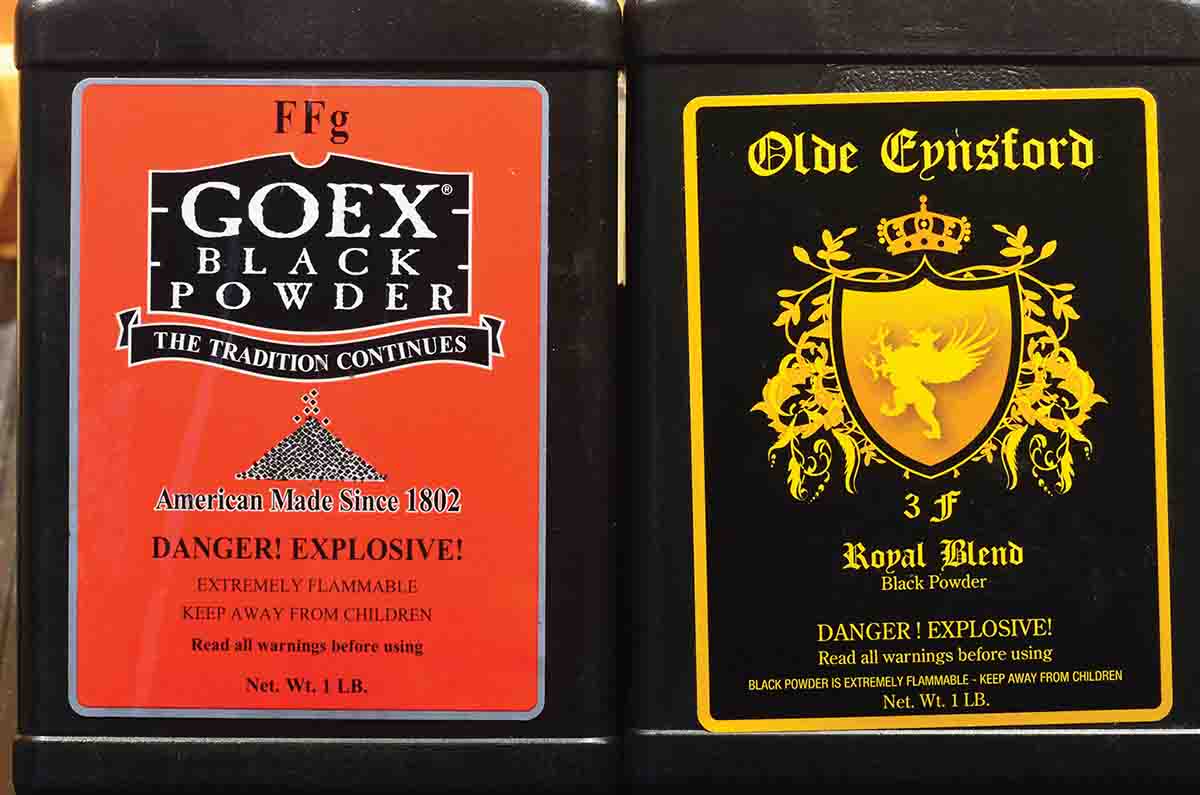 FFg
GOEX®
BLACK
POWDER
THE TRADITION CONTINUES
American Made Since 1802
DANGER! EXPLOSIVE!
EXTREMELY FLAMMABLE
KEEP AWAY FROM CHILDREN
Read all warnings before using
Net. Wt. 1 LB.
Olde Eynsford
3 F
Royal Blend
Black Powder
DANGER ! EXPLOSIVE!
Read all warnings before using
BLACK POWDER IS EXTREMELY FLAMMABLE - KEEP AWAY FROM CHILDREN
Net. Wt. 1 LB.